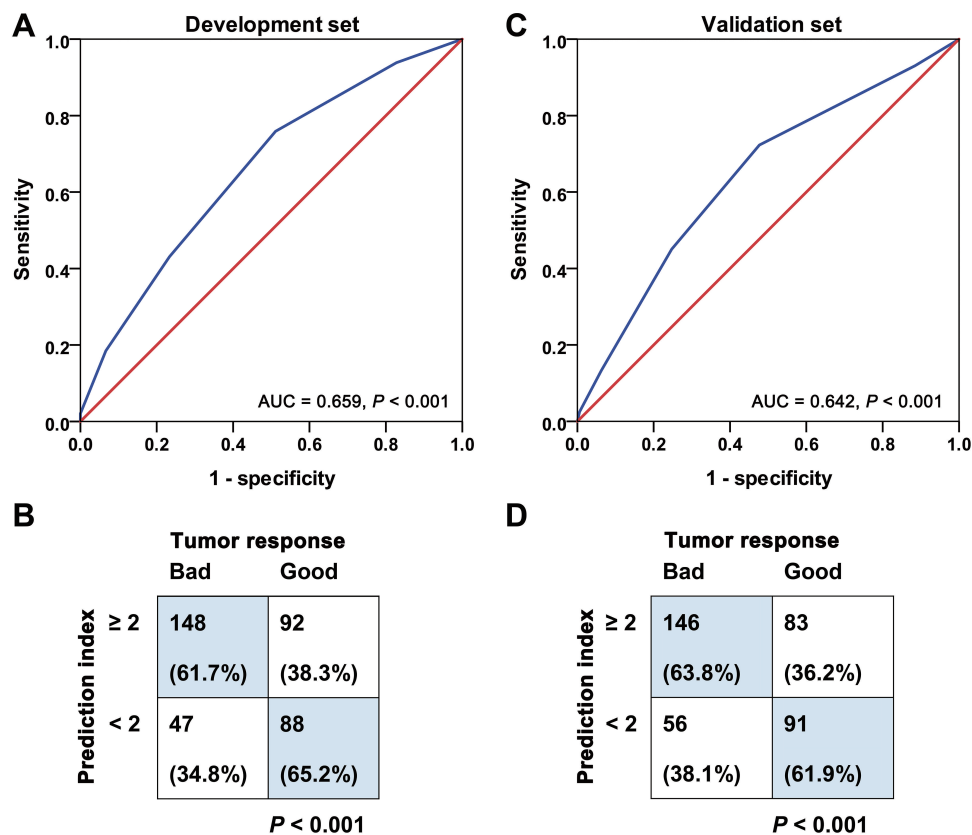 A
Development set
1.0
0.8
0.6
0.4
0.2
0.0
Sensitivity
AUC = 0.659, P < 0.001
0.0 0.2 0.4 0.6 0.8 1.0
1 - specificity
C
Validation set
1.0
0.8
0.6
0.4
0.2
0.0
Sensitivity
AUC = 0.642, P < 0.001
0.0 0.2 0.4 0.6 0.8 1.0
1 - specificity
B
Tumor response
Bad Good
Prediction index
≥ 2 148 92
(61.7%) (38.3%)
< 2 47 88
(34.8%) (65.2%)
P < 0.001
D
Tumor response
Bad Good
Prediction index
≥ 2 146 83
(63.8%) (36.2%)
< 2 56 91
(38.1%) (61.9%)
P < 0.001